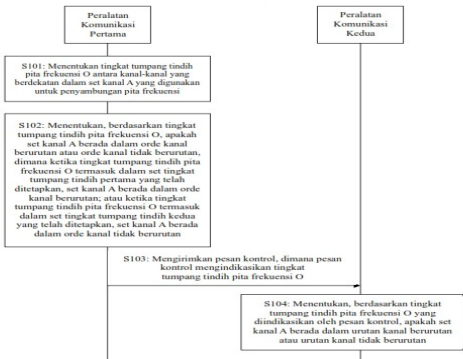 Peralatan
Komunikasi
Pertama
Peralatan
Komunikasi
Kedua
S101: Menentukan tingkat tumpang tindih
pita frekuensi O antara kanal-kanal yang
berdekatan dalam set kanal A yang digunakan
untuk penyambungan pita frekuensi
S102: Menentukan, berdasarkan tingkat
tumpang tindih pita frekuensi O, apakah
set kanal A berada dalam orde kanal
berurutan atau orde kanal tidak berurutan,
dimana ketika tingkat tumpang tindih pita
frekuensi O termasuk dalam set tingkat
tumpang tindih pertama yang telah
ditetapkan, set kanal A berada dalam orde
kanal berurutan; atau ketika tingkat
tumpang tindih pita frekuensi O termasuk
dalam set tingkat tumpang tindih kedua
yang telah ditetapkan, set kanal A berada
dalam orde kanal tidak berurutan
S103: Mengirimkan pesan kontrol, dimana pesan
kontrol mengindikasikan tingkat
tumpang tindih pita frekuensi O
S104: Menentukan, berdasarkan tingkat
tumpang tindih pita frekuensi O yang
diindikasikan oleh pesan kontrol, apakah set
kanal A berada dalam urutan kanal berurutan
atau urutan kanal tidak berurutan